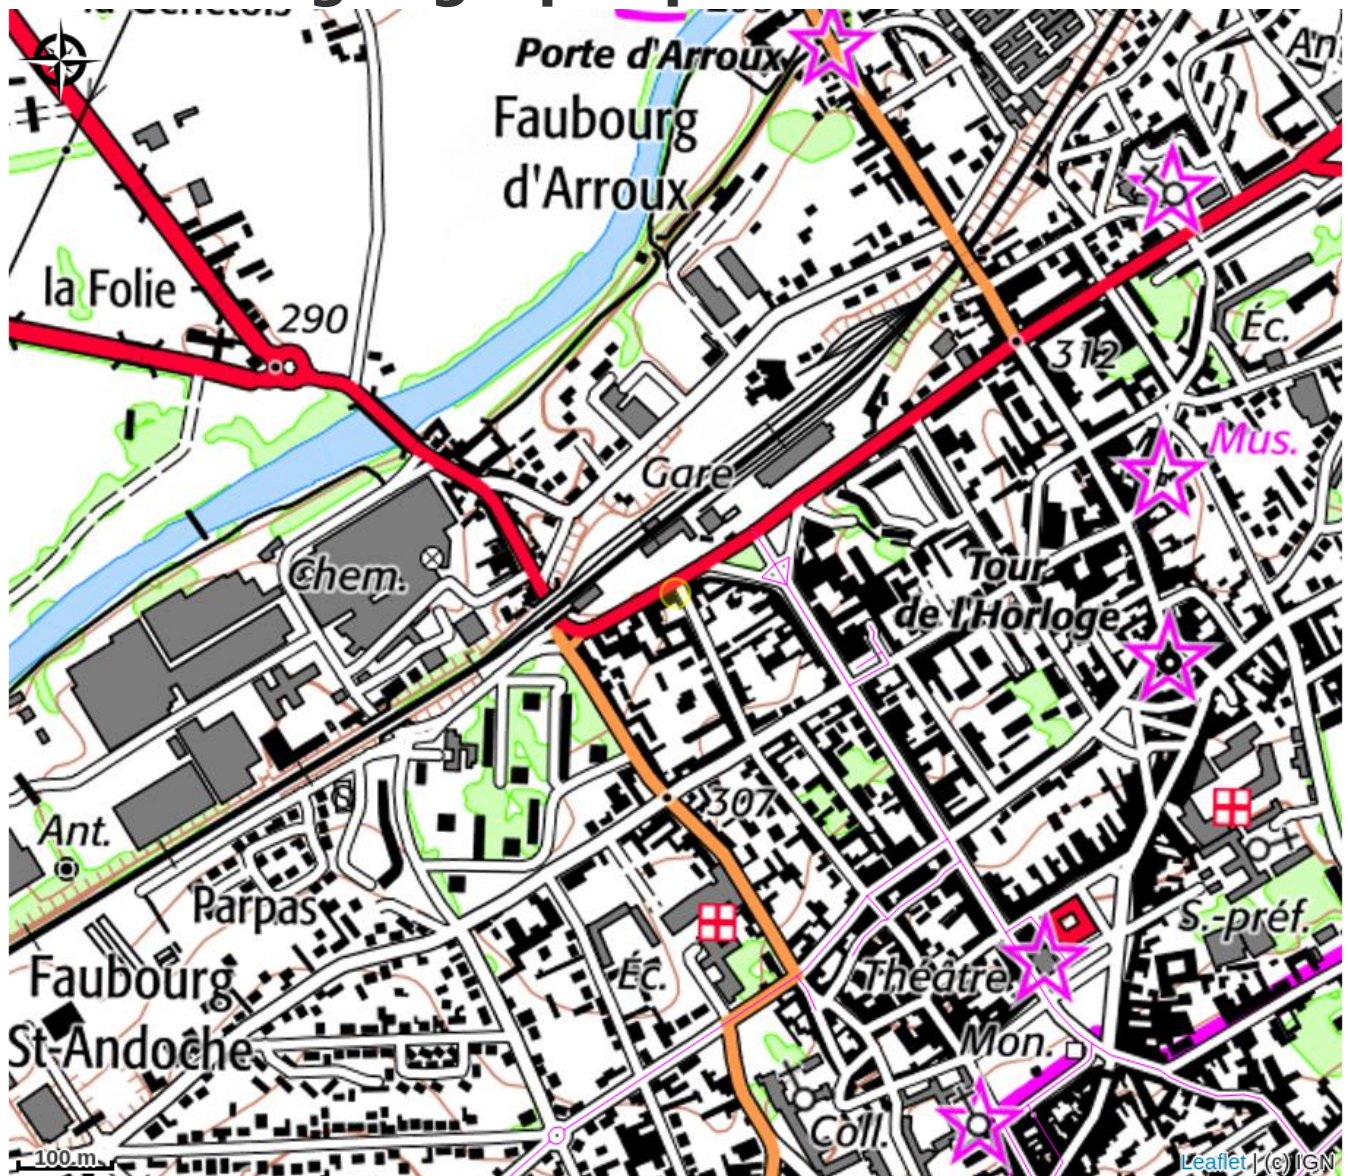 Porte d'Arroux
Faubourg
d'Arroux
la Folie
290
312
Éc.
Mus.
Gare
Chem.
Tour
de l'Horloge
307
Ant.
Parpas
S.-préf.
Faubourg
St-Andoche
Éc.
Théâtre
Mon.
Coll.
100 m
Leaflet | (c) IGN